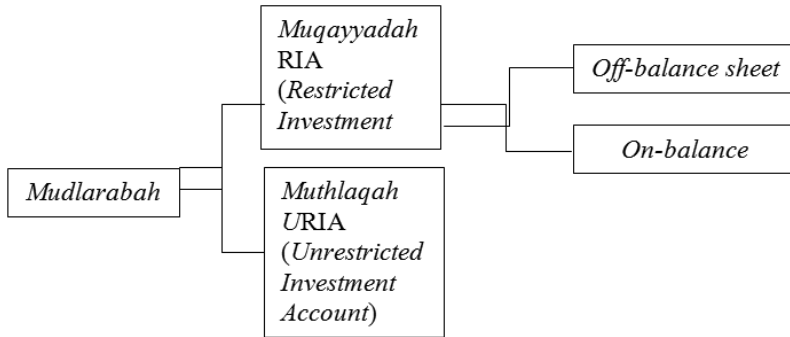 Muqayyadah
RIA
(Restricted
Investment
Off-balance sheet
On-balance
Mudlarabah
Muthlaqah
URIA
(Unrestricted
Investment
Account)